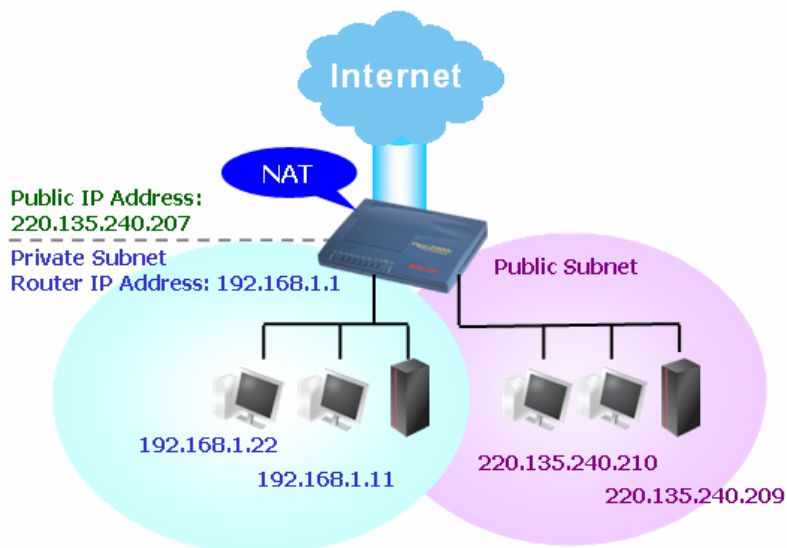 Internet
NAT
Public IP Address:
220.135.240.207
Private Subnet
Router IP Address: 192.168.1.1
Public Subnet
192.168.1.22
192.168.1.11
220.135.240.210
220.135.240.209